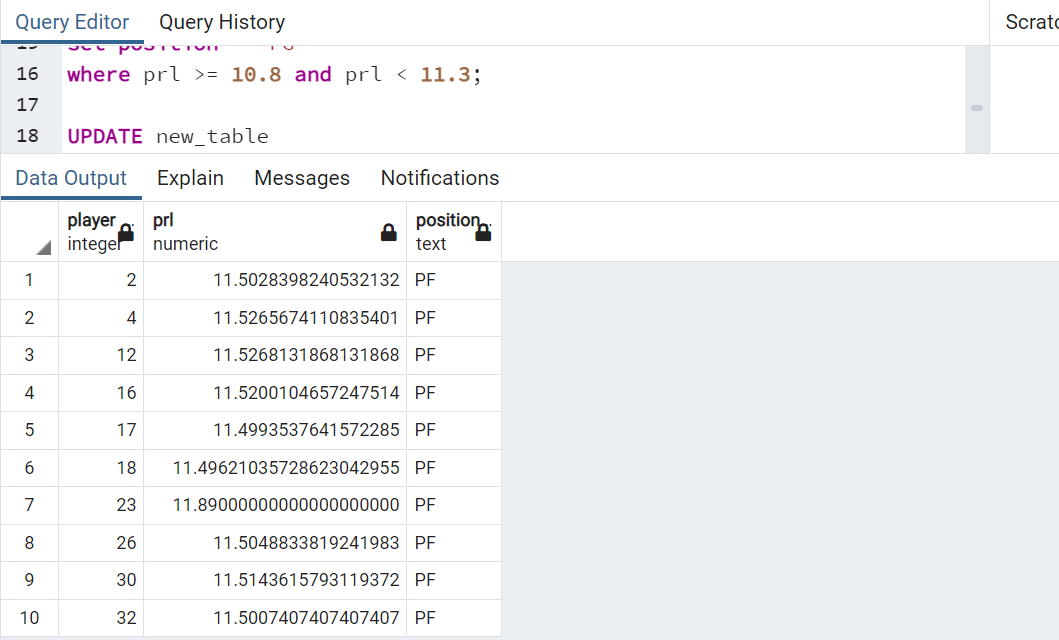 Query Editor Query History Scratc
15 set position = 'PG'
16 where prl >= 10.8 and prl < 11.3;
17
18 UPDATE new_table
Data Output Explain Messages Notifications
player prl position
integer numeric text
1 2 11.5028398240532132 PF
2 4 11.5265674110835401 PF
3 12 11.5268131868131868 PF
4 16 11.5200104657247514 PF
5 17 11.4993537641572285 PF
6 18 11.49621035728623042955 PF
7 23 11.89000000000000000000 PF
8 26 11.5048833819241983 PF
9 30 11.5143615793119372 PF
10 32 11.5007407407407407 PF